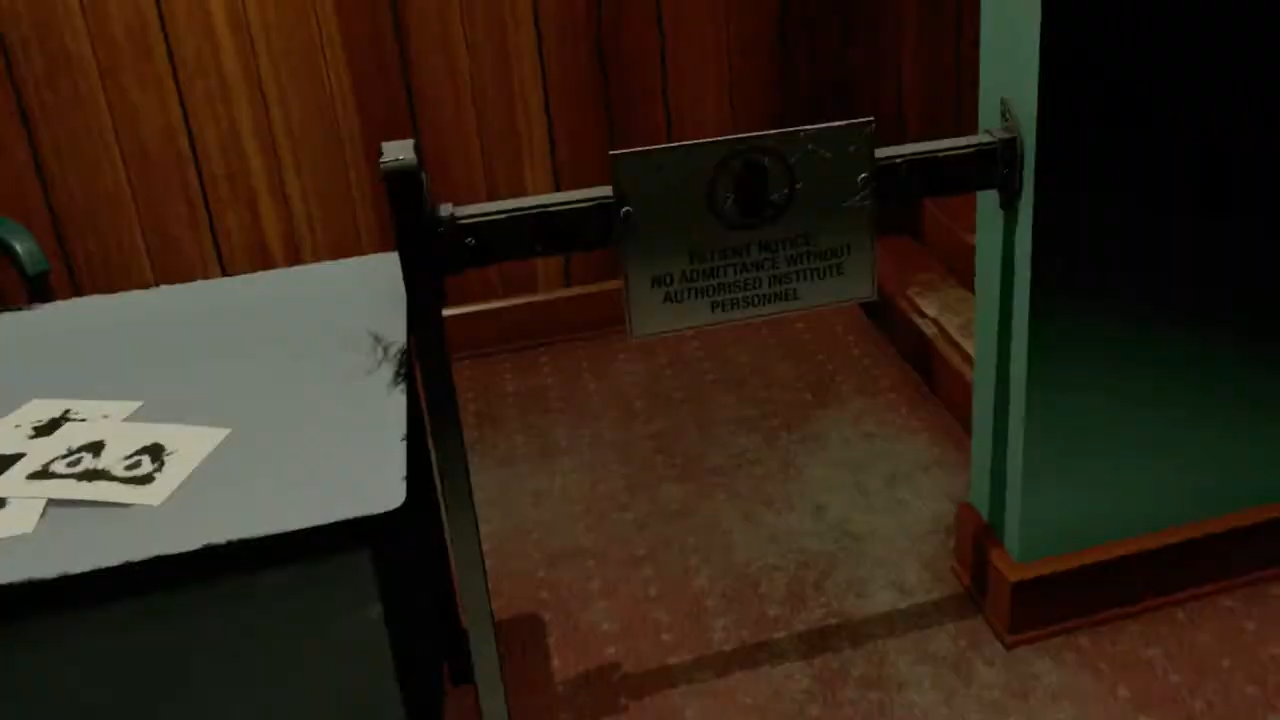 PATIENT NOTICE:
NO ADMITTANCE WITHOUT
AUTHORISED INSTITUTE
PERSONNEL